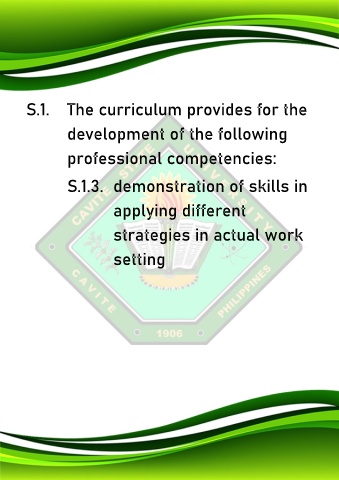 S.1. The curriculum provides for the
development of the following
professional competencies:
S.1.3. demonstration of skills in
applying different
strategies in actual work
setting
CAVITE STATE UNIVERSITY
CAVITE
1906
PHILIPPINES